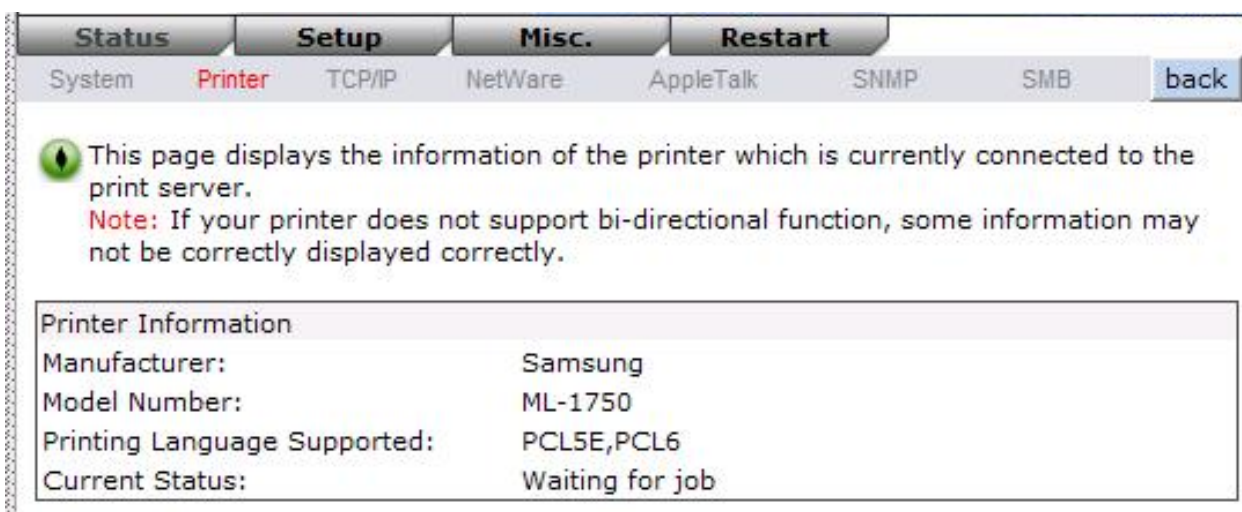 Status Setup Misc. Restart
System Printer TCP/IP NetWare AppleTalk SNMP SMB back
This page displays the information of the printer which is currently connected to the
print server.
Note: If your printer does not support bi-directional function, some information may
not be correctly displayed correctly.
Printer Information
Manufacturer: Samsung
Model Number: ML-1750
Printing Language Supported: PCL5E,PCL6
Current Status: Waiting for job